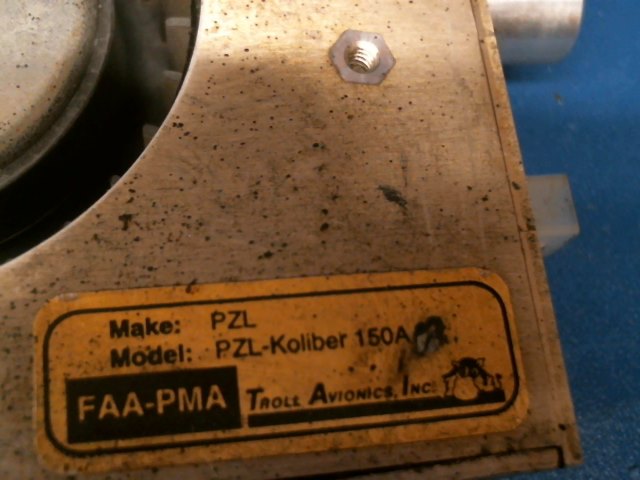 Make: PZL
Model: PZL-Koliber 150A
FAA-PMA TROLL AVIONICS, INC.